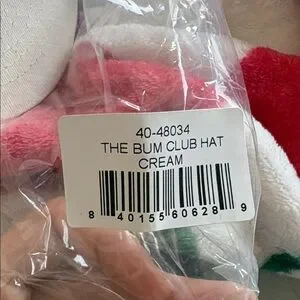 40-48034
THE BUM CLUB HAT
CREAM
8 40155 60628 9